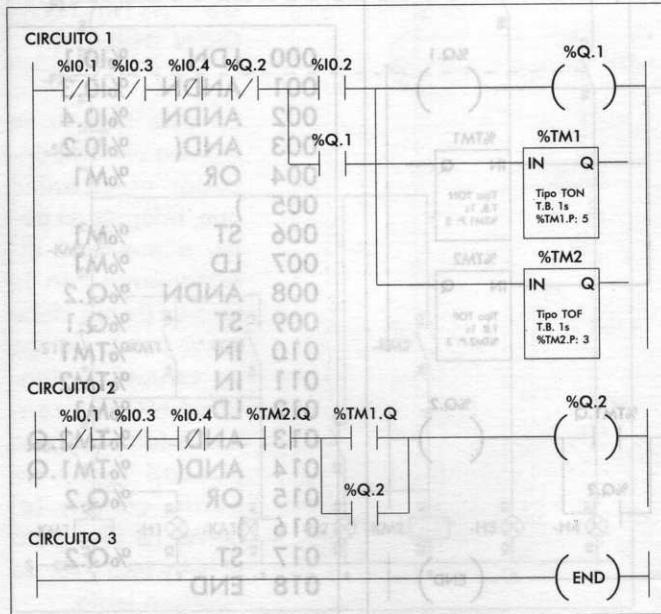 CIRCUITO 1
%I0.1 %I0.3 %I0.4 %Q.2 %I0.2 %Q.1
%Q.1 %TM1
IN Q
Tipo TON
T.B. 1s
%TM1.P: 5
%TM2
IN Q
Tipo TOF
T.B. 1s
%TM2.P: 3
CIRCUITO 2
%I0.1 %I0.3 %I0.4 %TM2.Q %TM1.Q %Q.2
%Q.2
CIRCUITO 3
END